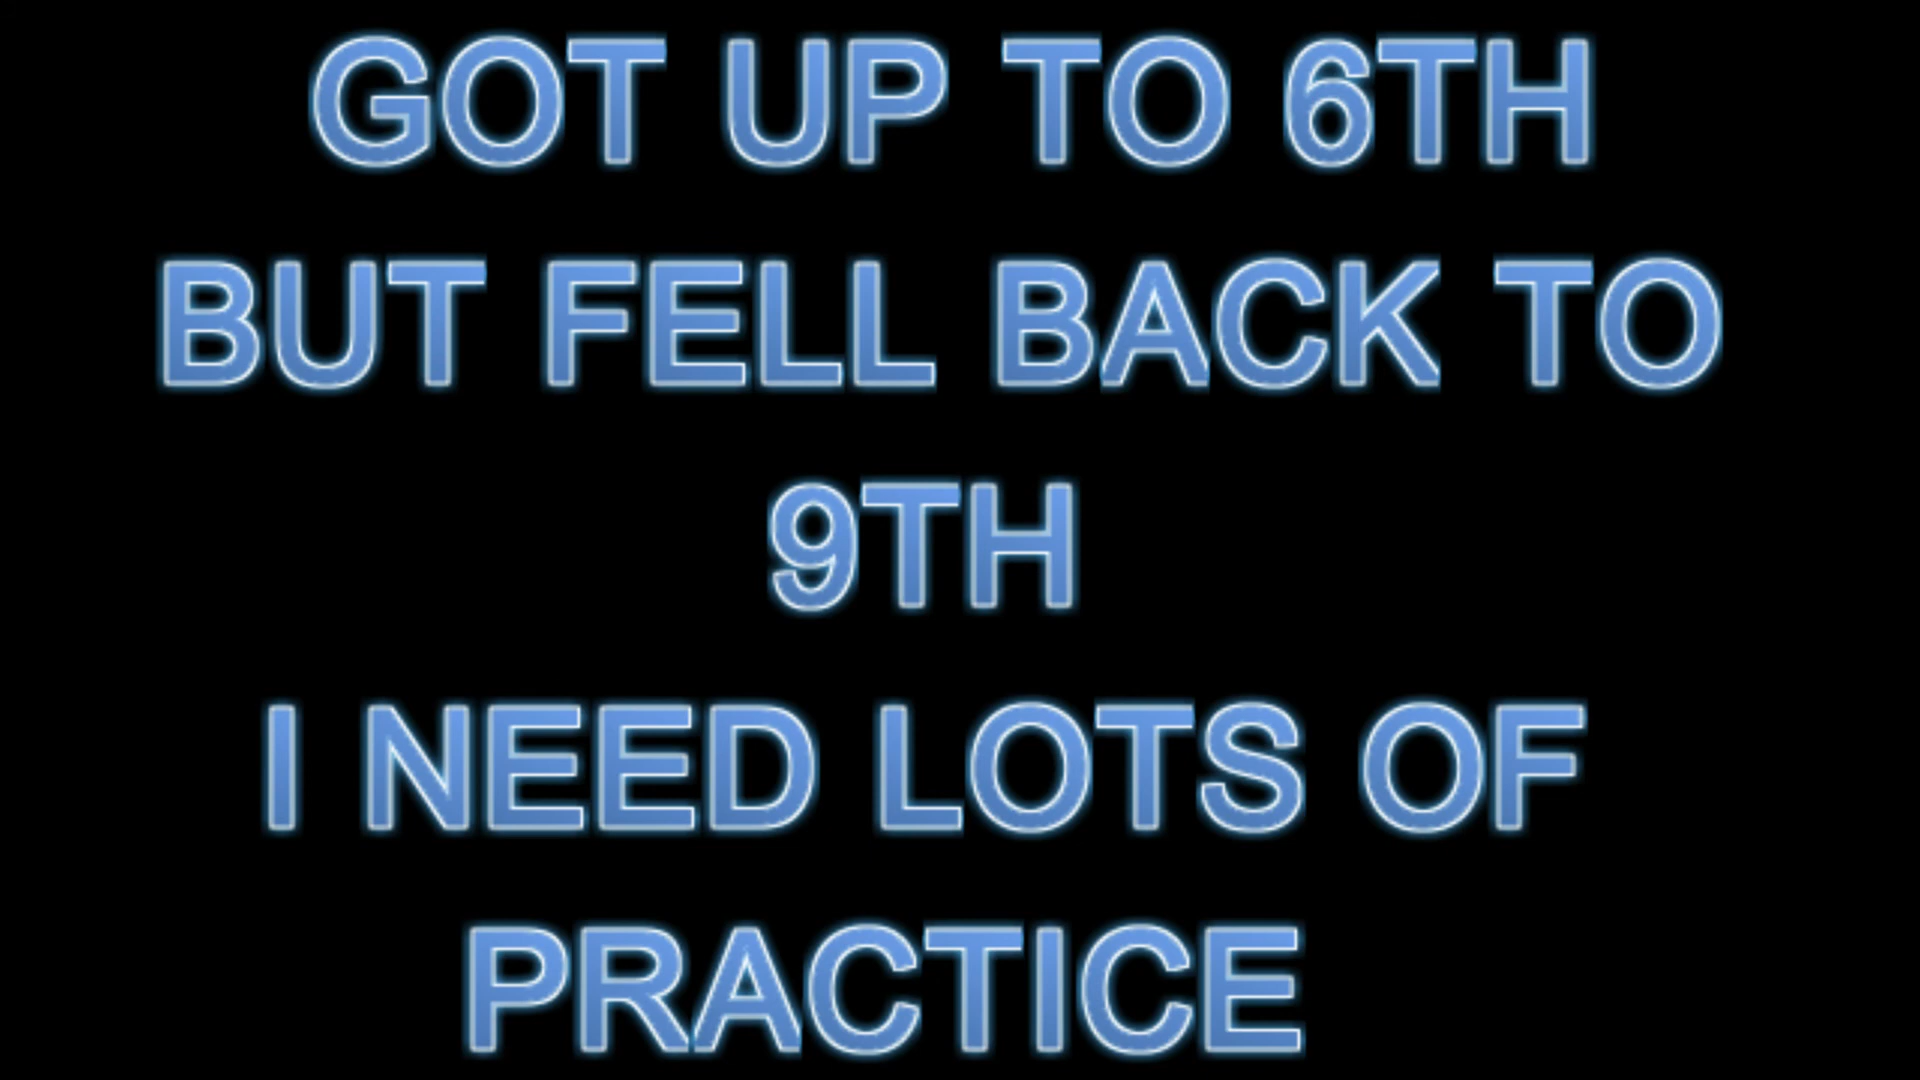 GOT UP TO 6TH
BUT FELL BACK TO
9TH
I NEED LOTS OF
PRACTICE